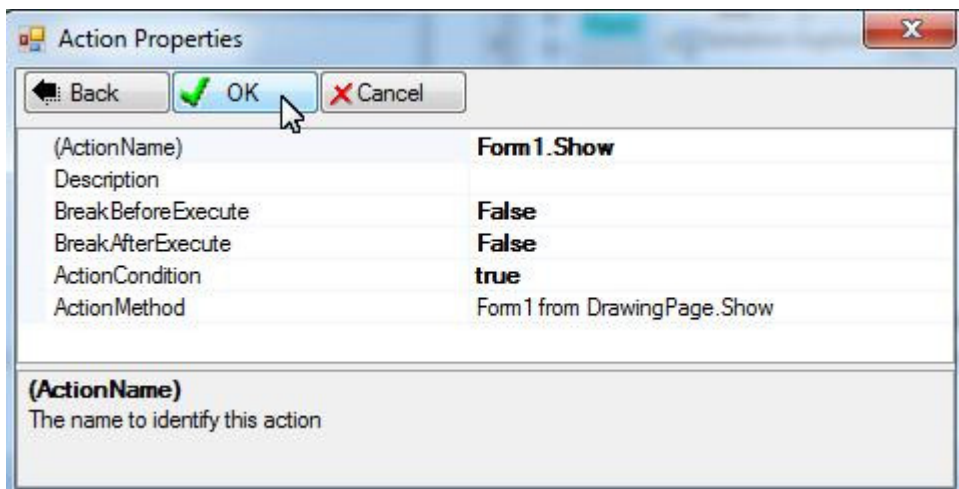 Action Properties
Back OK Cancel
(ActionName) Form1.Show
Description
BreakBeforeExecute False
BreakAfterExecute False
ActionCondition true
ActionMethod Form1 from DrawingPage.Show
(ActionName)
The name to identify this action